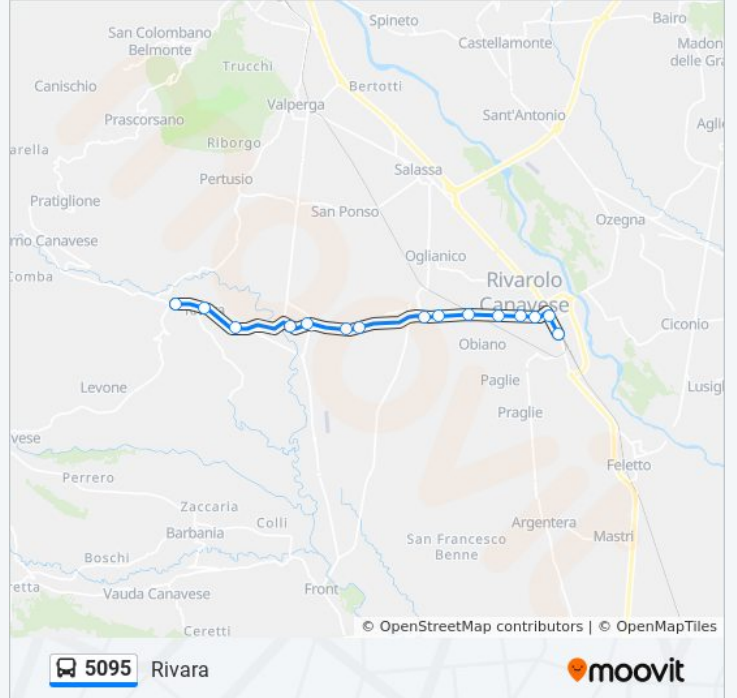 Spineto
Bairo
San Colombano
Belmonte
Castellamonte
Madon
delle Gra
Trucchi
Canischio
Bertotti
Valperga
Prascorsano
Sant'Antonio
Aglie
arella
Riborgo
Salassa
Pertusio
Pratiglione
San Ponso
Ozegna
mo Canavese
Oglianico
omba
Rivarolo
Canavese
Ciconio
Obiano
Levone
Paglie
Lusigl
Praglie
vese
Feletto
Perrero
Zaccaria
Argentera
Colli
Mastri
Barbania
San Francesco
Benne
Boschi
etta
Front
Vauda Canavese
Ceretti
© OpenStreetMap contributors | © OpenMapTiles
5095 Rivara
moovit